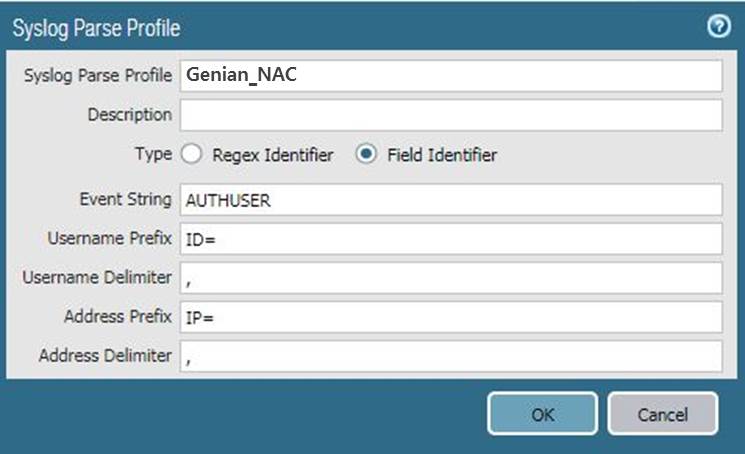 Syslog Parse Profile
Syslog Parse Profile Genian_NAC
Description
Type Regex Identifier Field Identifier
Event String AUTHUSER
Username Prefix ID=
Username Delimiter ,
Address Prefix IP=
Address Delimiter ,
OK Cancel